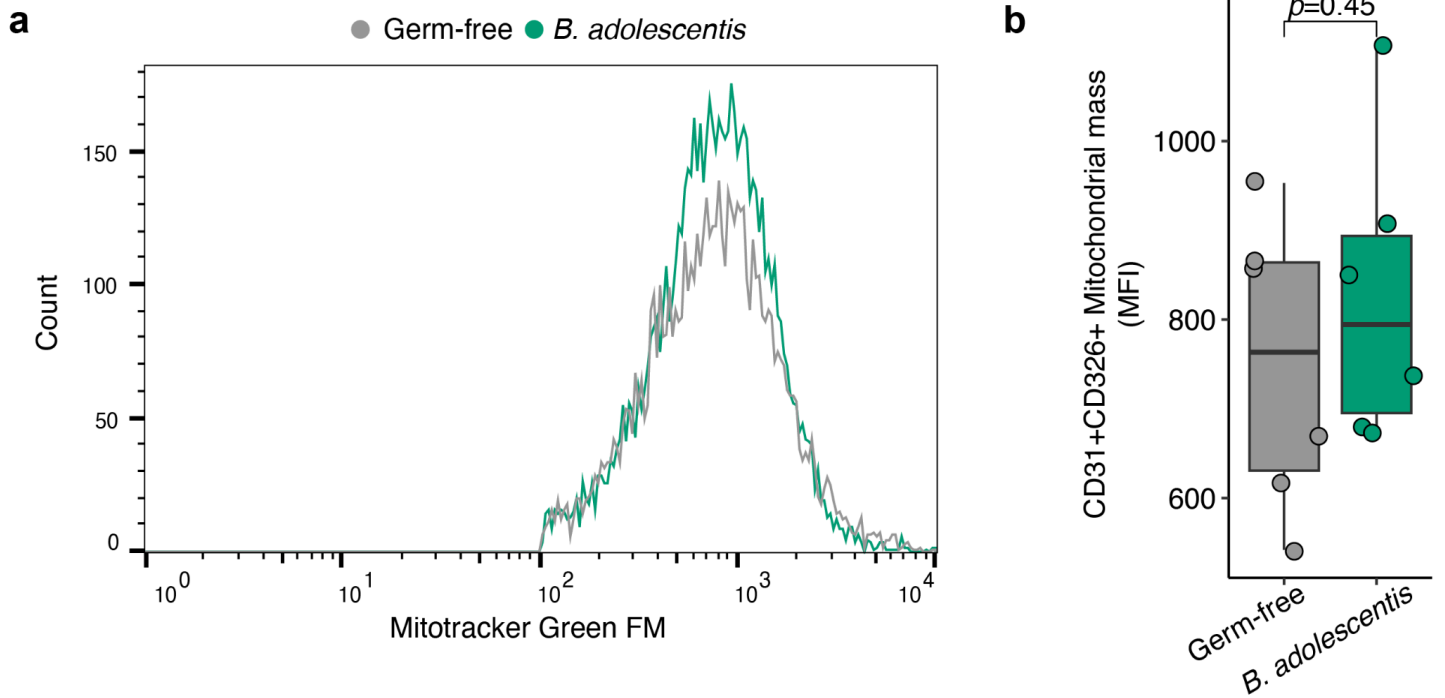 a
Germ-free B. adolescentis
150
100
50
0
Count
10^0 10^1 10^2 10^3 10^4
Mitotracker Green FM
b
p=0.45
1000
800
600
CD31+CD326+ Mitochondrial mass
(MFI)
Germ-free
B. adolescentis